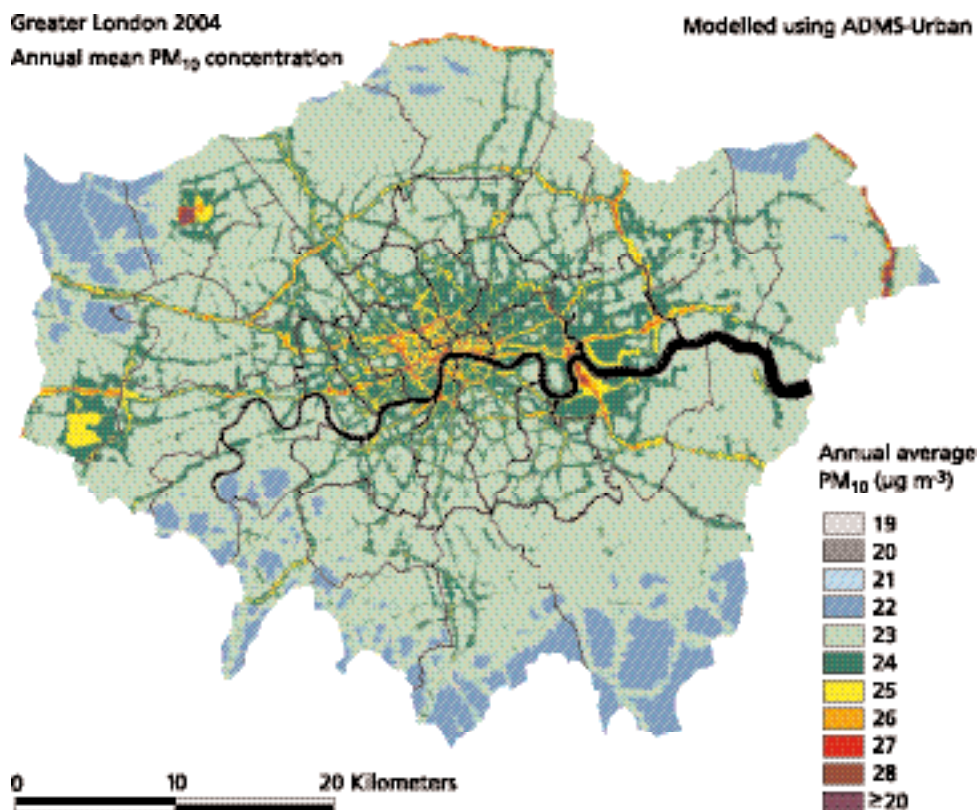 Greater London 2004
Annual mean PM₁₀ concentration
Modelled using ADMS-Urban
Annual average
PM₁₀ (µg m⁻³)
19
20
21
22
23
24
25
26
27
28
≥20
0 10 20 Kilometers